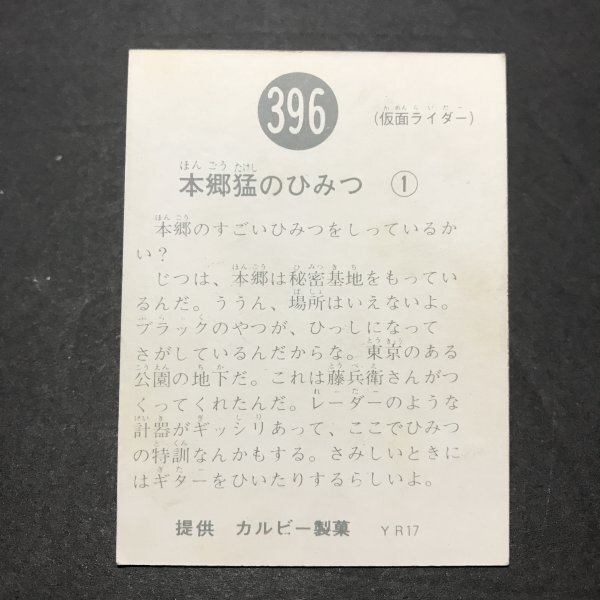 396
(仮面ライダー)
本郷猛のひみつ ①
本郷のすごいひみつをしっているか
い？
じつは、本郷は秘密基地をもってい
るんだ。ううん、場所はいえないよ。
ブラックのやつが、ひっしになって
さがしているんだからな。東京のある
公園の地下だ。これは藤兵衛さんがつ
くってくれたんだ。レーダーのような
計器がギッシリあって、ここでひみつ
の特訓なんかもする。さみしいときに
はギターをひいたりするらしいよ。
提供 カルビー製菓 YR17